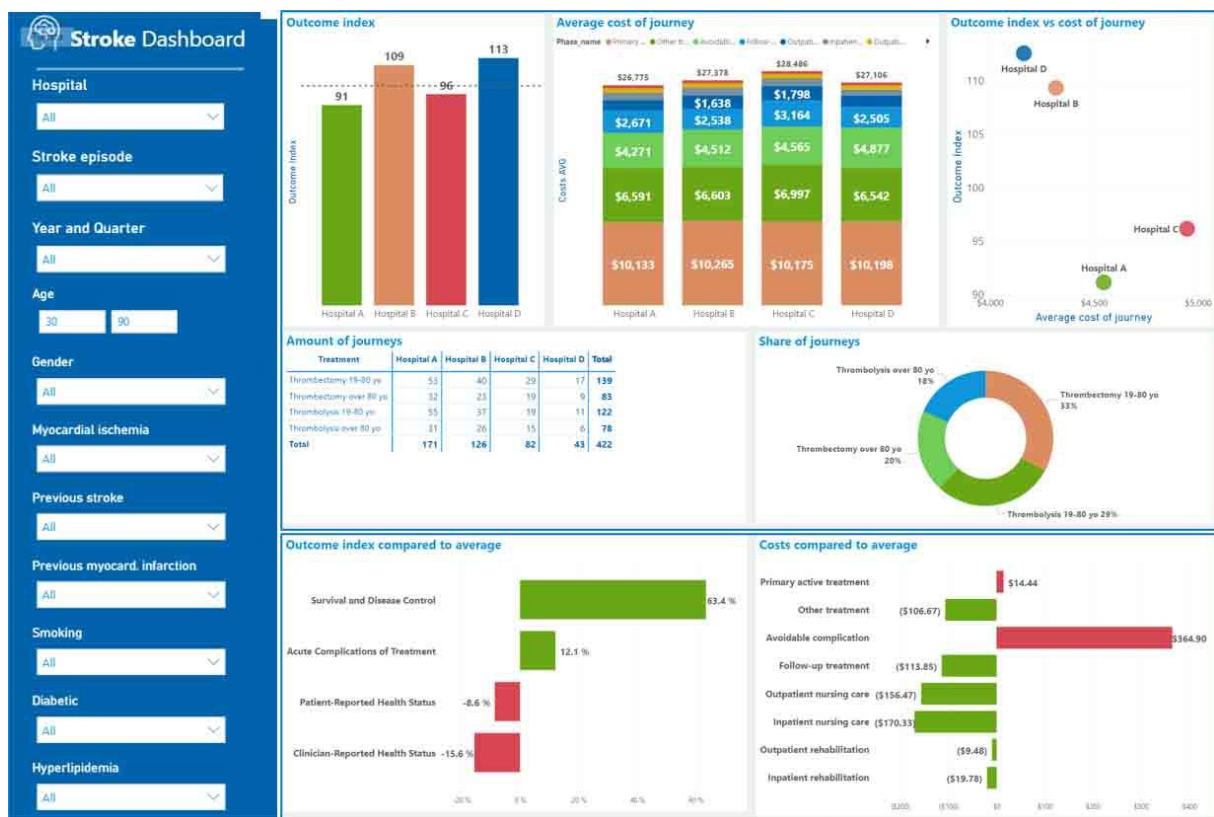 Stroke Dashboard
Hospital
All
Stroke episode
All
Year and Quarter
All
Age
30 90
Gender
All
Myocardial ischemia
All
Previous stroke
All
Previous myocard. infarction
All
Smoking
All
Diabetic
All
Hyperlipidemia
All
Outcome index
Outcome Index
91 109 96 113
Hospital A Hospital B Hospital C Hospital D
Average cost of journey
Phase_name Primary ... Other tr... Avoidabl... Follow-... Outpati... Inpatien... Outpati...
Costs AVG
$26,775 $27,378 $28,486 $27,106
$1,638 $1,798
$2,671 $2,538 $3,164 $2,505
$4,271 $4,512 $4,565 $4,877
$6,591 $6,603 $6,997 $6,542
$10,133 $10,265 $10,175 $10,198
Hospital A Hospital B Hospital C Hospital D
Outcome index vs cost of journey
Outcome Index
110
105
100
95
90
Hospital D
Hospital B
Hospital C
Hospital A
$4,000 $4,500 $5,000
Average cost of journey
Amount of journeys
Treatment Hospital A Hospital B Hospital C Hospital D Total
Thrombectomy 19-80 yo 53 40 29 17 139
Thrombectomy over 80 yo 32 23 19 9 83
Thrombolysis 19-80 yo 55 37 19 11 122
Thrombolysis over 80 yo 31 26 15 6 78
Total 171 126 82 43 422
Share of journeys
Thrombolysis over 80 yo
18%
Thrombectomy 19-80 yo
33%
Thrombectomy over 80 yo
20%
Thrombolysis 19-80 yo 29%
Outcome index compared to average
Survival and Disease Control 63.4 %
Acute Complications of Treatment 12.1 %
Patient-Reported Health Status -8.6 %
Clinician-Reported Health Status -15.6 %
-20 % 0 % 20 % 40 % 60 %
Costs compared to average
Primary active treatment $14.44
Other treatment ($106.67)
Avoidable complication $364.90
Follow-up treatment ($113.85)
Outpatient nursing care ($156.47)
Inpatient nursing care ($170.33)
Outpatient rehabilitation ($9.48)
Inpatient rehabilitation ($19.78)
($200) ($100) $0 $100 $200 $300 $400